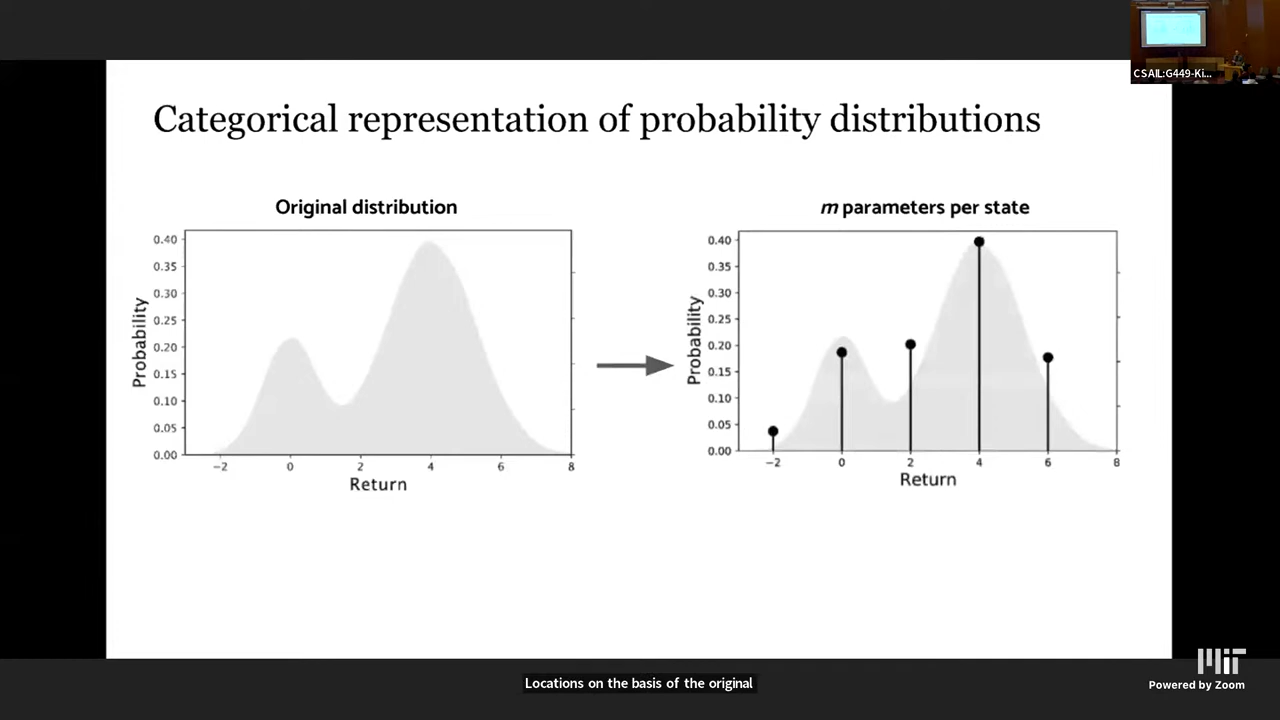 CSAIL:G449-Ki...
Categorical representation of probability distributions
Original distribution
0.40
0.35
0.30
0.25
0.20
0.15
0.10
0.05
0.00
Probability
−2 0 2 4 6 8
Return
m parameters per state
0.40
0.35
0.30
0.25
0.20
0.15
0.10
0.05
0.00
Probability
−2 0 2 4 6 8
Return
Locations on the basis of the original
MIT
Powered by Zoom